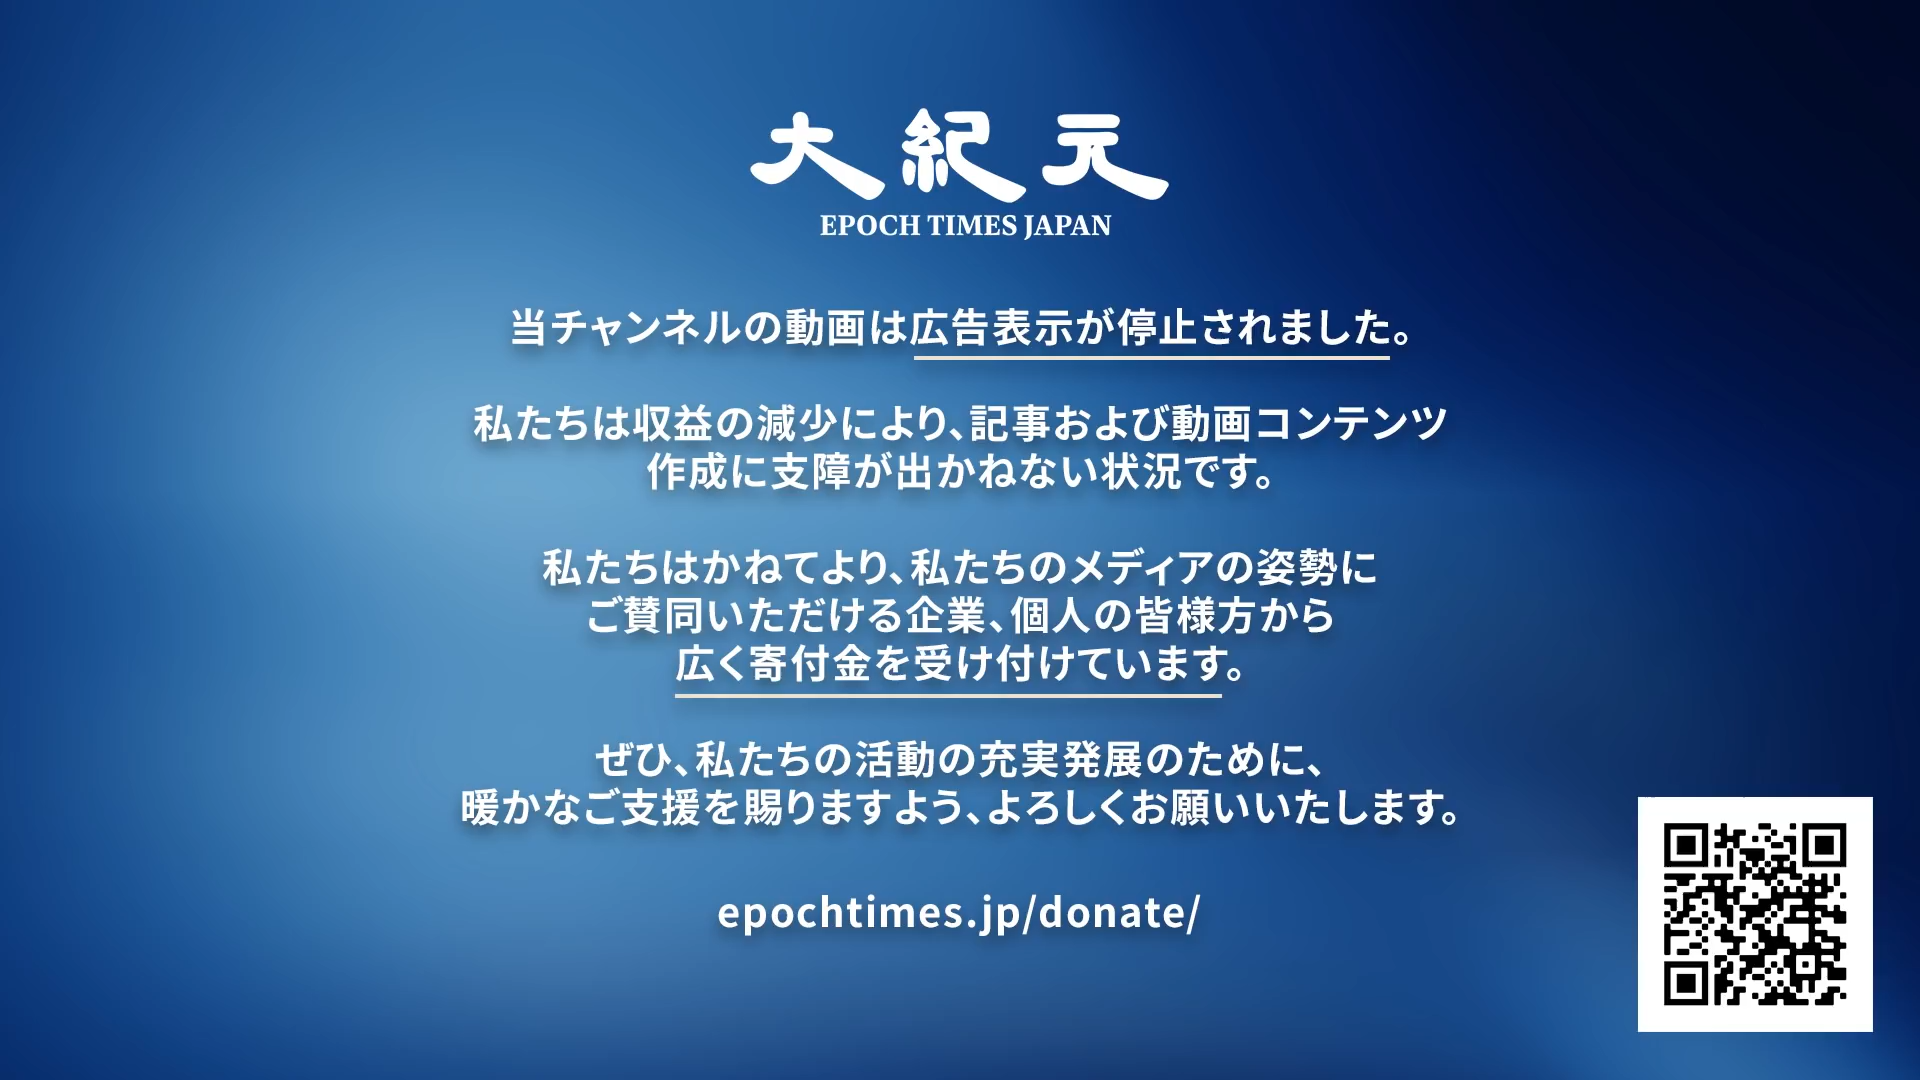 大紀元
EPOCH TIMES JAPAN
当チャンネルの動画は広告表示が停止されました。
私たちは収益の減少により、記事および動画コンテンツ
作成に支障が出かねない状況です。
私たちはかねてより、私たちのメディアの姿勢に
ご賛同いただける企業、個人の皆様方から
広く寄付金を受け付けています。
ぜひ、私たちの活動の充実発展のために、
暖かなご支援を賜りますよう、よろしくお願いいたします。
epochtimes.jp/donate/